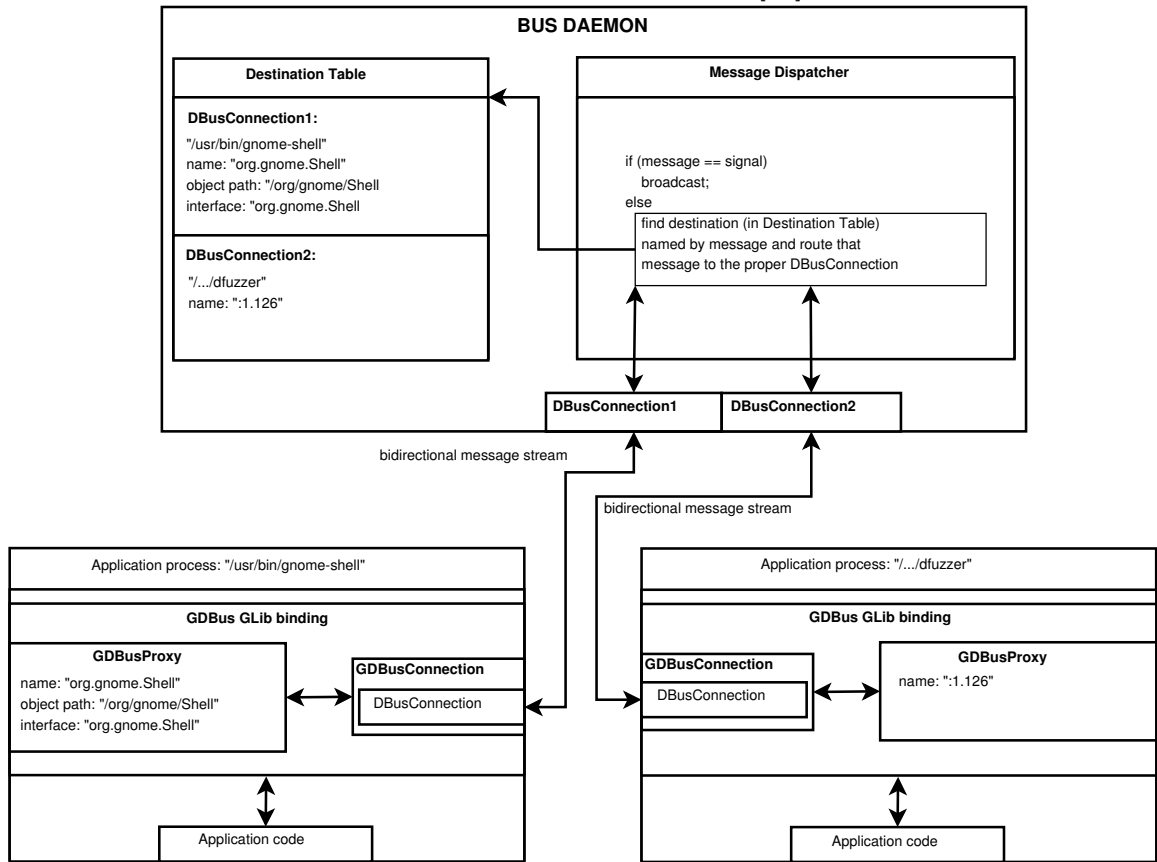 BUS DAEMON
Destination Table
DBusConnection1:
"/usr/bin/gnome-shell"
name: "org.gnome.Shell"
object path: "/org/gnome/Shell
interface: "org.gnome.Shell
DBusConnection2:
"/.../dfuzzer"
name: ":1.126"
Message Dispatcher
if (message == signal)
broadcast;
else
find destination (in Destination Table)
named by message and route that
message to the proper DBusConnection
DBusConnection1
DBusConnection2
bidirectional message stream
bidirectional message stream
Application process: "/usr/bin/gnome-shell"
GDBus GLib binding
GDBusProxy
name: "org.gnome.Shell"
object path: "/org/gnome/Shell"
interface: "org.gnome.Shell"
GDBusConnection
DBusConnection
Application code
Application process: "/.../dfuzzer"
GDBus GLib binding
GDBusConnection
DBusConnection
GDBusProxy
name: ":1.126"
Application code